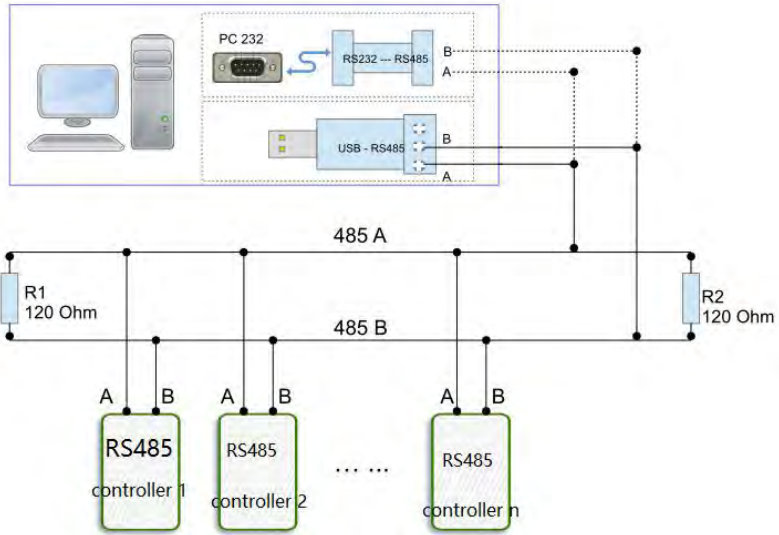 PC 232
RS232 --- RS485
B
A
USB - RS485
B
A
485 A
R1
120 Ohm
R2
120 Ohm
485 B
A B
A B
A B
RS485
controller 1
RS485
controller 2
... ...
RS485
controller n